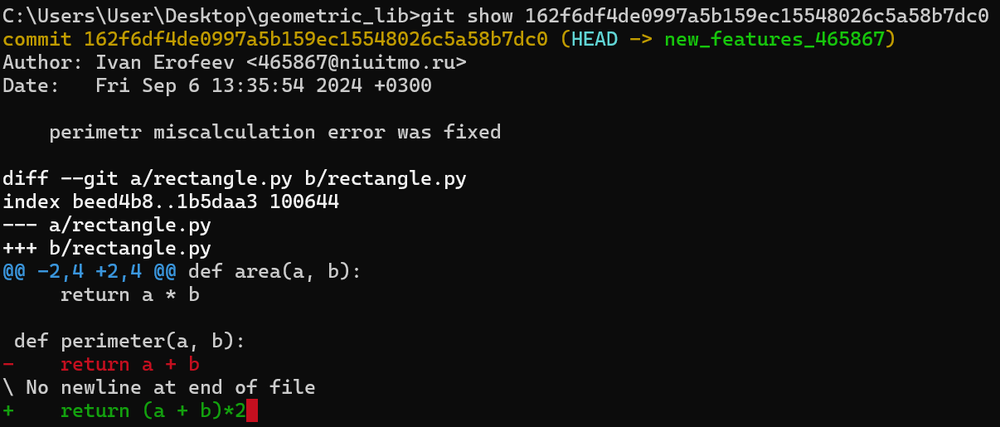 C:\Users\User\Desktop\geometric_lib>git show 162f6df4de0997a5b159ec15548026c5a58b7dc0
commit 162f6df4de0997a5b159ec15548026c5a58b7dc0 (HEAD -> new_features_465867)
Author: Ivan Erofeev <465867@niuitmo.ru>
Date:   Fri Sep 6 13:35:54 2024 +0300

    perimetr miscalculation error was fixed

diff --git a/rectangle.py b/rectangle.py
index beed4b8..1b5daa3 100644
--- a/rectangle.py
+++ b/rectangle.py
@@ -2,4 +2,4 @@ def area(a, b):
     return a * b

 def perimeter(a, b):
-    return a + b
\ No newline at end of file
+    return (a + b)*2